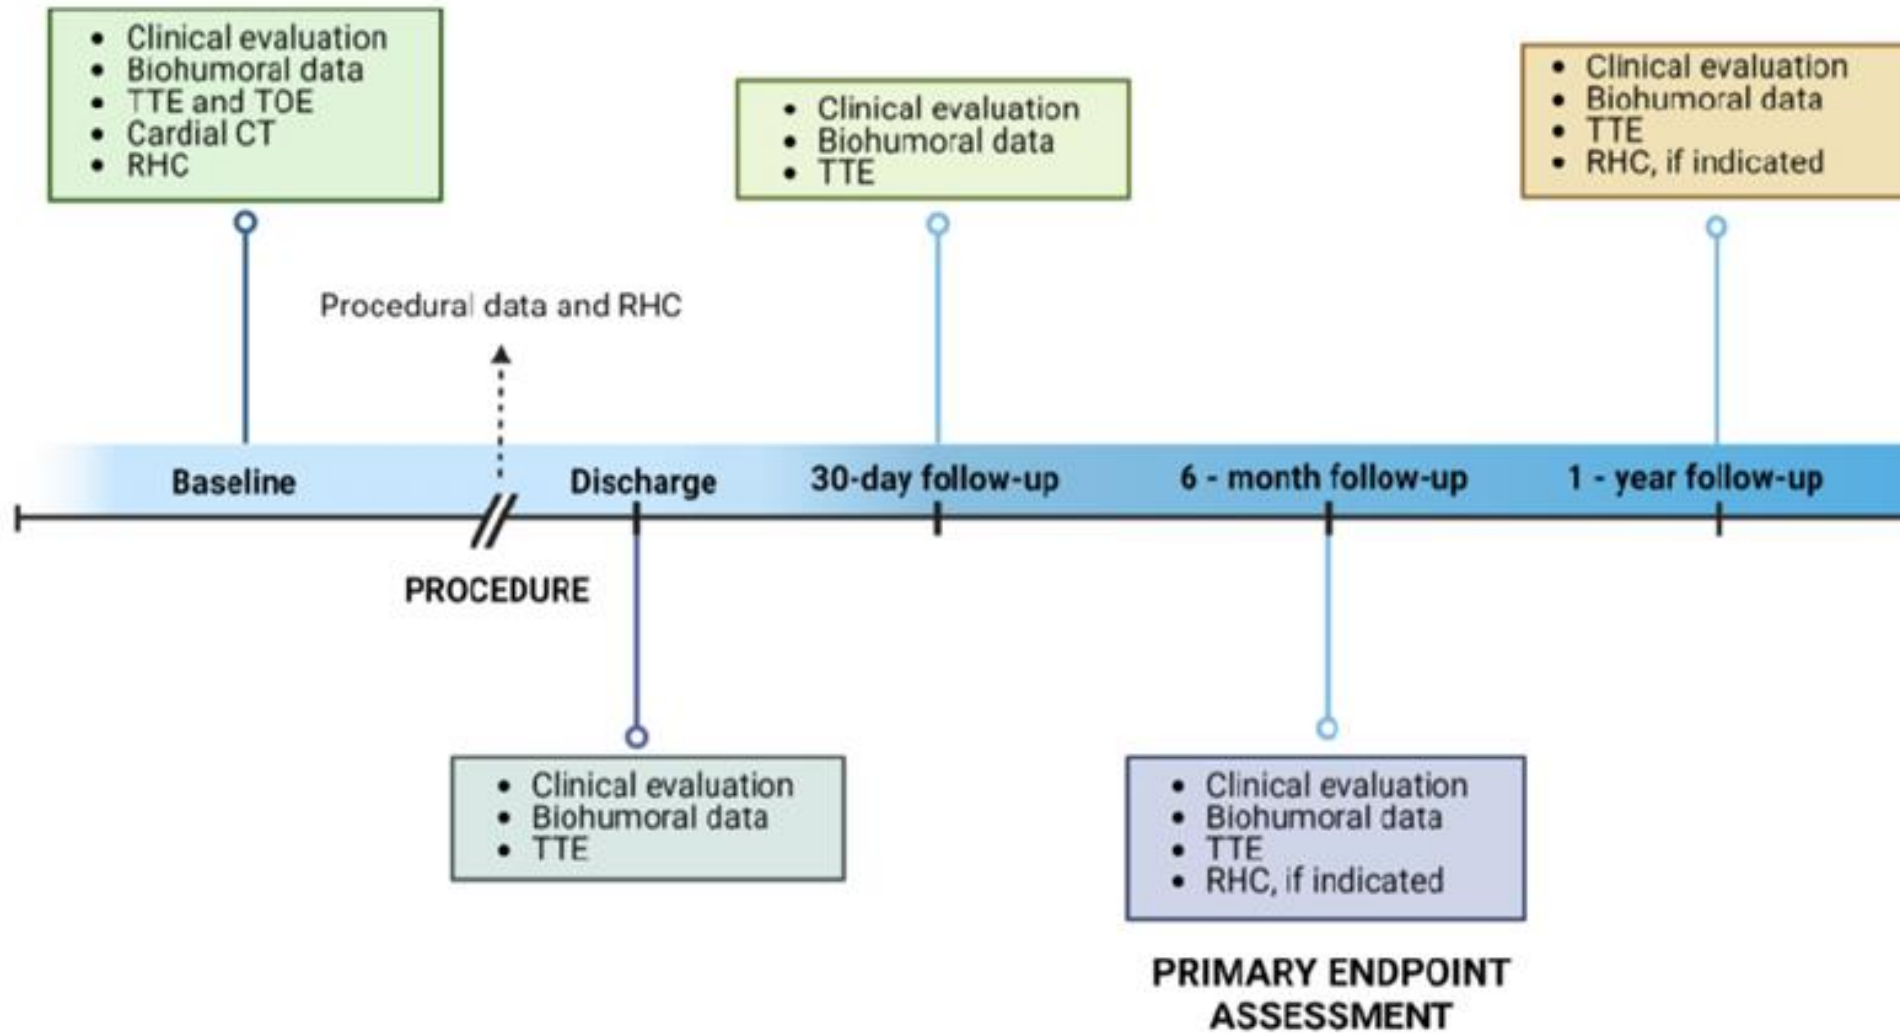 • Clinical evaluation
• Biohumoral data
• TTE and TOE
• Cardial CT
• RHC
• Clinical evaluation
• Biohumoral data
• TTE
• Clinical evaluation
• Biohumoral data
• TTE
• RHC, if indicated
Procedural data and RHC
Baseline
Discharge
30-day follow-up
6 - month follow-up
1 - year follow-up
PROCEDURE
• Clinical evaluation
• Biohumoral data
• TTE
• Clinical evaluation
• Biohumoral data
• TTE
• RHC, if indicated
PRIMARY ENDPOINT
ASSESSMENT